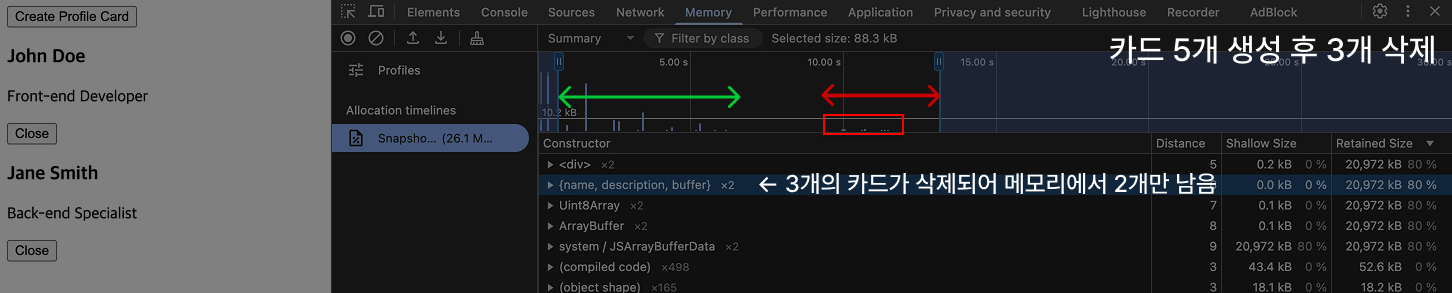 Create Profile Card
John Doe
Front-end Developer
Close
Jane Smith
Back-end Specialist
Close
Elements Console Sources Network Memory Performance Application Privacy and security Lighthouse Recorder AdBlock
Summary Filter by class Selected size: 88.3 kB
Profiles
Allocation timelines
Snapsho... (26.1 M...
카드 5개 생성 후 3개 삭제
5.00 s 10.00 s 15.00 s 20.00 s 30
10.2 kB
Constructor Distance Shallow Size Retained Size
<div> ×2 5 0.2 kB 0 % 20,972 kB 80 %
{name, description, buffer} ×2 ← 3개의 카드가 삭제되어 메모리에서 2개만 남음 0.0 kB 0 % 20,972 kB 80 %
Uint8Array ×2 7 0.1 kB 0 % 20,972 kB 80 %
ArrayBuffer ×2 8 0.1 kB 0 % 20,972 kB 80 %
system / JSArrayBufferData ×2 9 20,972 kB 80 % 20,972 kB 80 %
(compiled code) ×498 3 43.4 kB 0 % 52.6 kB 0 %
(object shape) ×165 3 18.1 kB 0 % 18.2 kB 0 %